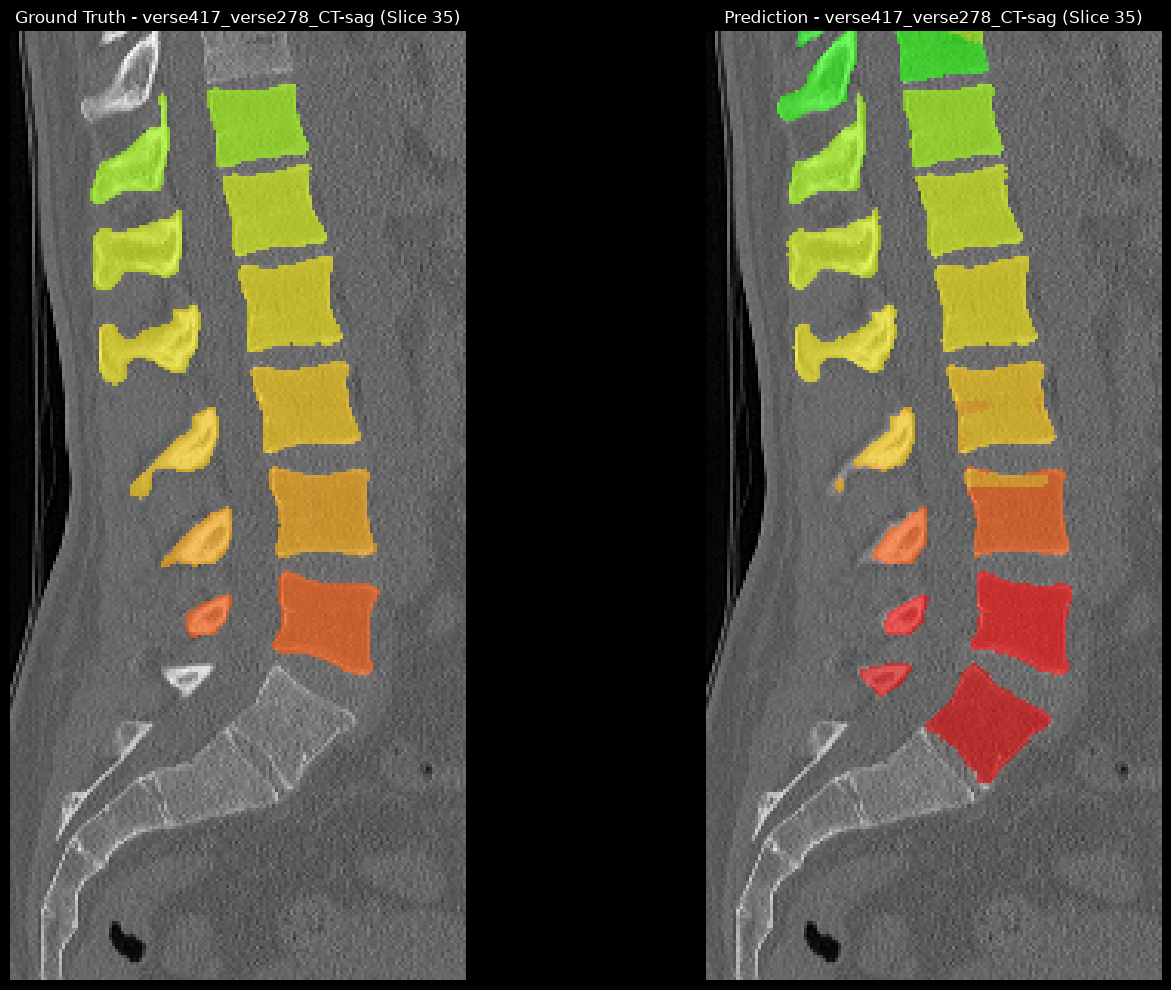 Ground Truth - verse417_verse278_CT-sag (Slice 35)
Prediction - verse417_verse278_CT-sag (Slice 35)